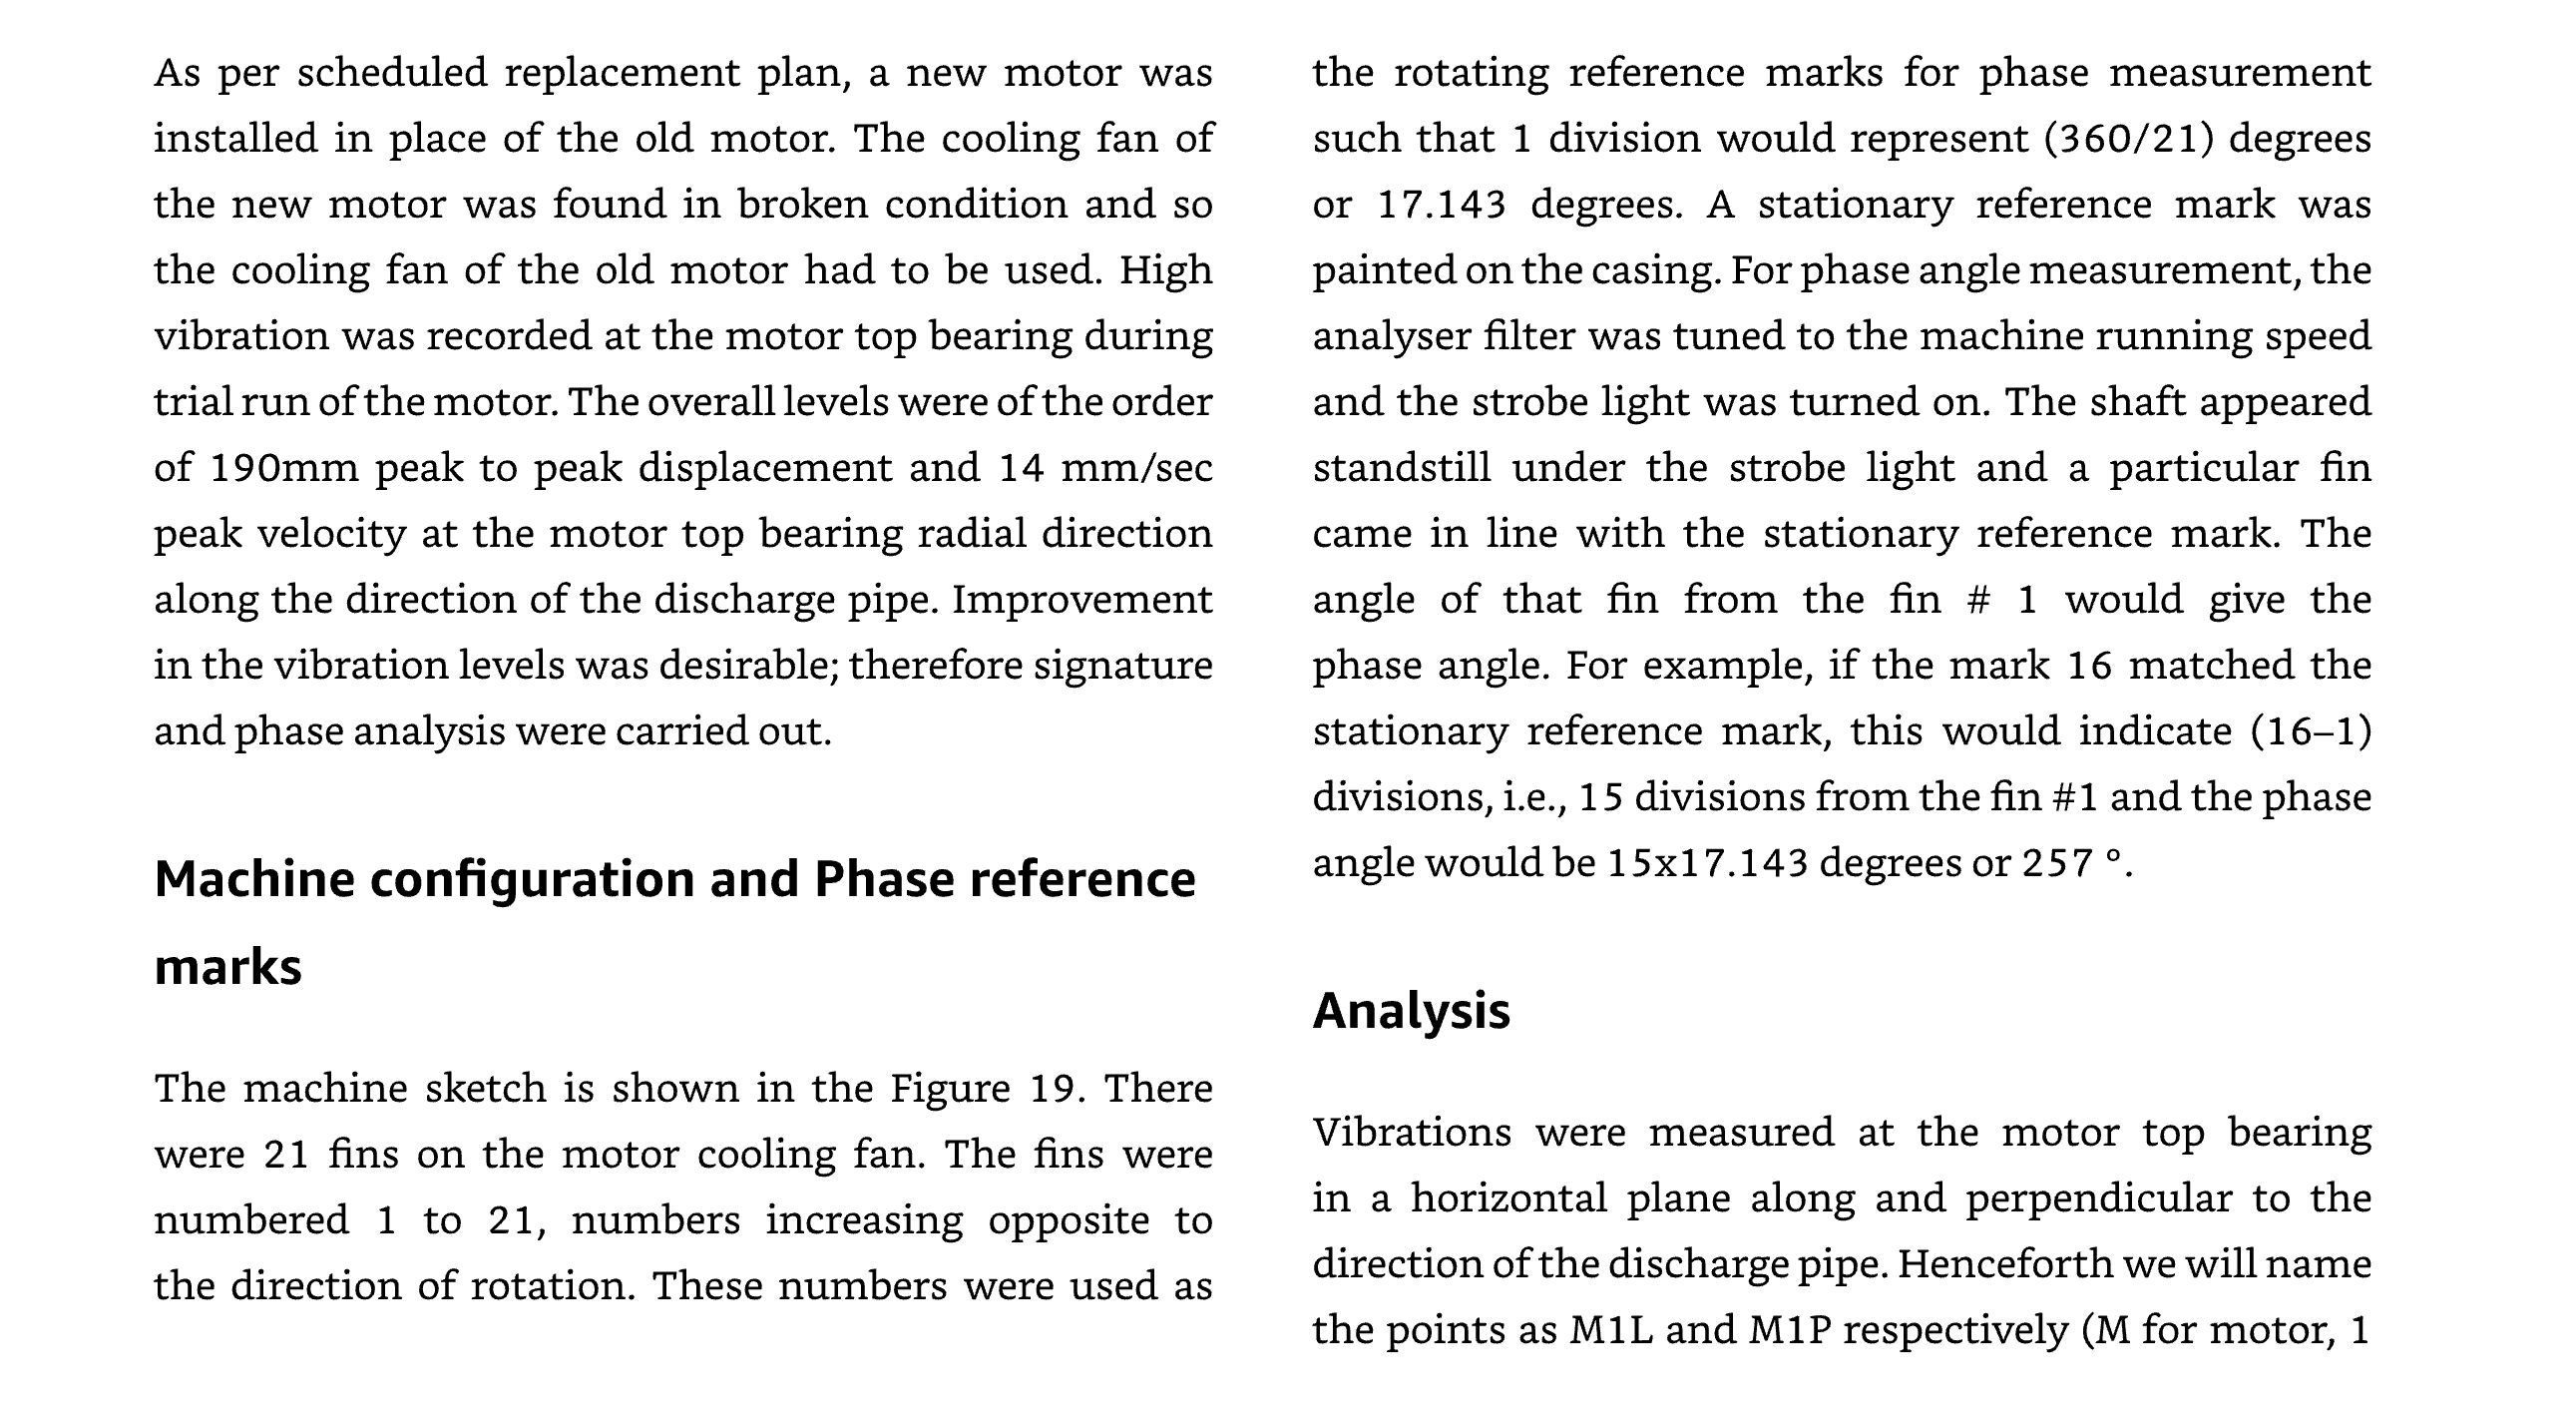 As per scheduled replacement plan, a new motor was
installed in place of the old motor. The cooling fan of
the new motor was found in broken condition and so
the cooling fan of the old motor had to be used. High
vibration was recorded at the motor top bearing during
trial run of the motor. The overall levels were of the order
of 190mm peak to peak displacement and 14 mm/sec
peak velocity at the motor top bearing radial direction
along the direction of the discharge pipe. Improvement
in the vibration levels was desirable; therefore signature
and phase analysis were carried out.
Machine configuration and Phase reference
marks
The machine sketch is shown in the Figure 19. There
were 21 fins on the motor cooling fan. The fins were
numbered 1 to 21, numbers increasing opposite to
the direction of rotation. These numbers were used as
the rotating reference marks for phase measurement
such that 1 division would represent (360/21) degrees
or 17.143 degrees. A stationary reference mark was
painted on the casing. For phase angle measurement, the
analyser filter was tuned to the machine running speed
and the strobe light was turned on. The shaft appeared
standstill under the strobe light and a particular fin
came in line with the stationary reference mark. The
angle of that fin from the fin # 1 would give the
phase angle. For example, if the mark 16 matched the
stationary reference mark, this would indicate (16–1)
divisions, i.e., 15 divisions from the fin #1 and the phase
angle would be 15x17.143 degrees or 257 °.
Analysis
Vibrations were measured at the motor top bearing
in a horizontal plane along and perpendicular to the
direction of the discharge pipe. Henceforth we will name
the points as M1L and M1P respectively (M for motor, 1